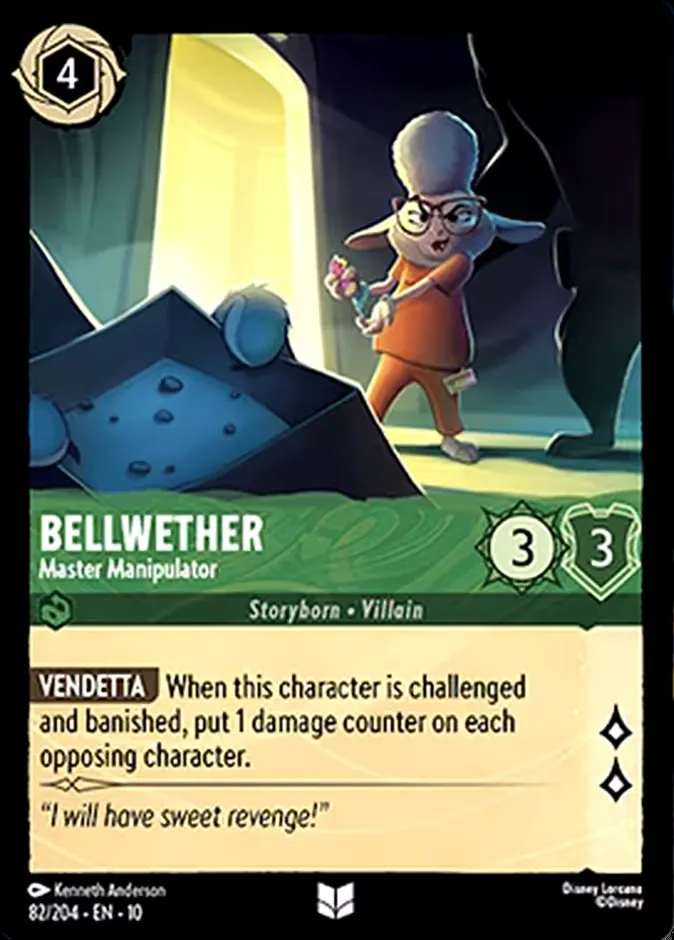 4
BELLWETHER
Master Manipulator
3
3
Storyborn • Villain
VENDETTA When this character is challenged
and banished, put 1 damage counter on each
opposing character.
“I will have sweet revenge!”
Kenneth Anderson
82/204 • EN • 10
Disney Lorcana
©Disney